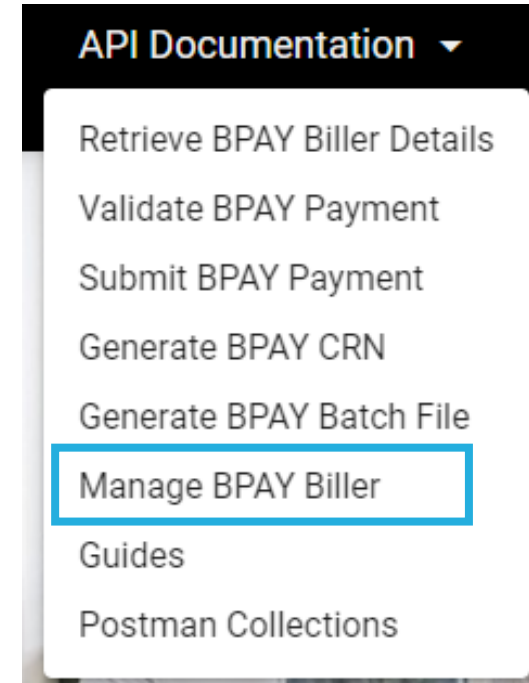 API Documentation
Retrieve BPAY Biller Details
Validate BPAY Payment
Submit BPAY Payment
Generate BPAY CRN
Generate BPAY Batch File
Manage BPAY Biller
Guides
Postman Collections